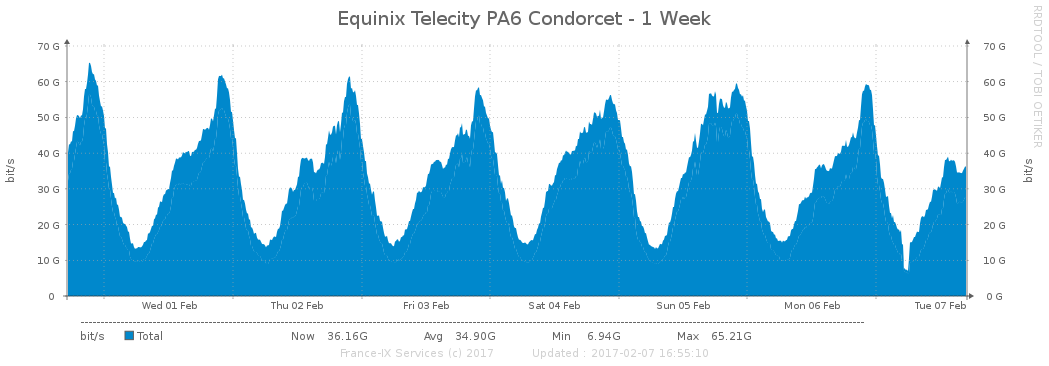 Equinix Telecity PA6 Condorcet - 1 Week
RRDTOOL / TOBI OETIKER
70 G 70 G
60 G 60 G
50 G 50 G
40 G 40 G
30 G 30 G
20 G 20 G
10 G 10 G
0 0 G
bit/s
bit/s
Wed 01 Feb Thu 02 Feb Fri 03 Feb Sat 04 Feb Sun 05 Feb Mon 06 Feb Tue 07 Feb
bit/s Total Now 36.16G Avg 34.90G Min 6.94G Max 65.21G
France-IX Services (c) 2017 Updated : 2017-02-07 16:55:10